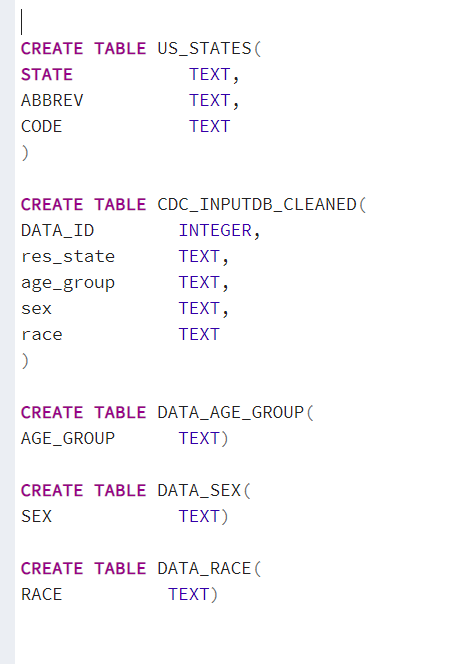 CREATE TABLE US_STATES(
STATE TEXT,
ABBREV TEXT,
CODE TEXT
)
CREATE TABLE CDC_INPUTDB_CLEANED(
DATA_ID INTEGER,
res_state TEXT,
age_group TEXT,
sex TEXT,
race TEXT
)
CREATE TABLE DATA_AGE_GROUP(
AGE_GROUP TEXT)
CREATE TABLE DATA_SEX(
SEX TEXT)
CREATE TABLE DATA_RACE(
RACE TEXT)